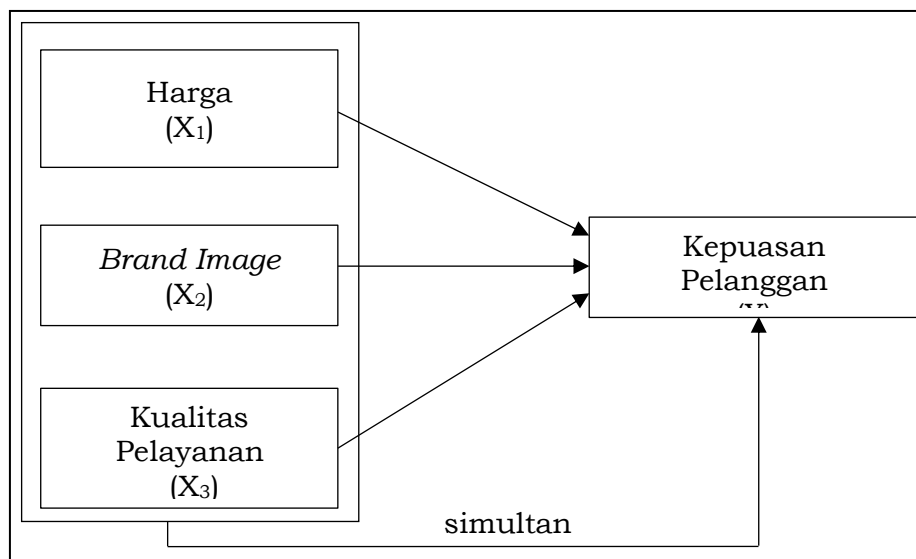 Harga
(X₁)
Brand Image
(X₂)
Kepuasan
Pelanggan
Kualitas
Pelayanan
(X₃)
simultan